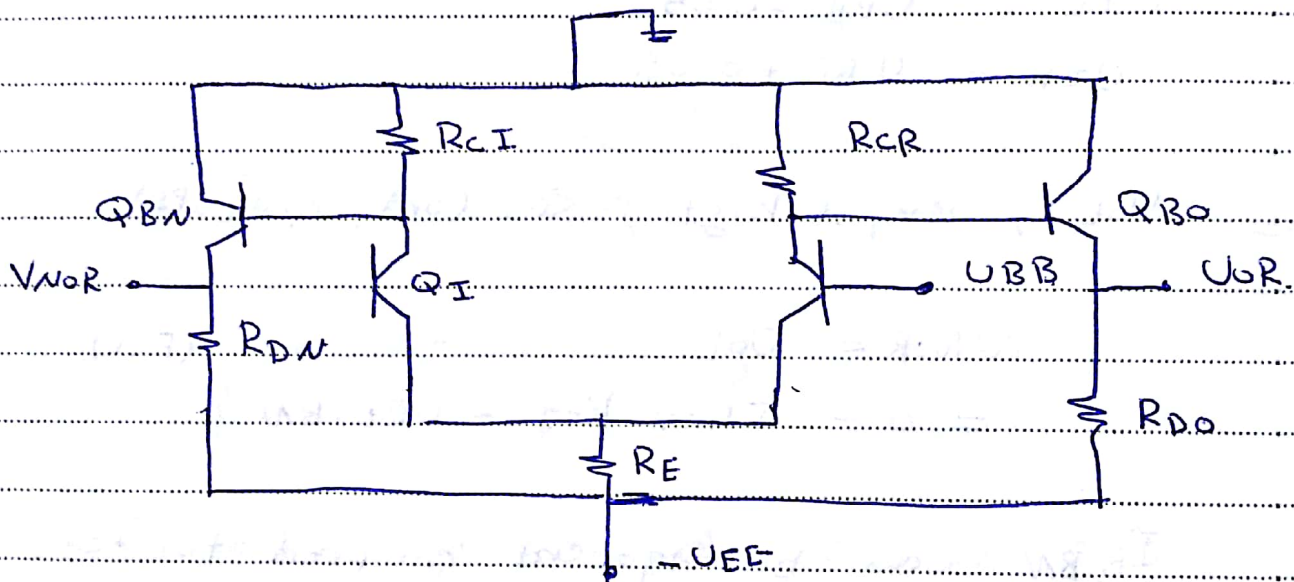 RCI
RCR
QBN
QBO
VNOR
QI
UBB
UOR.
RDN
RDO
RE
-UEE